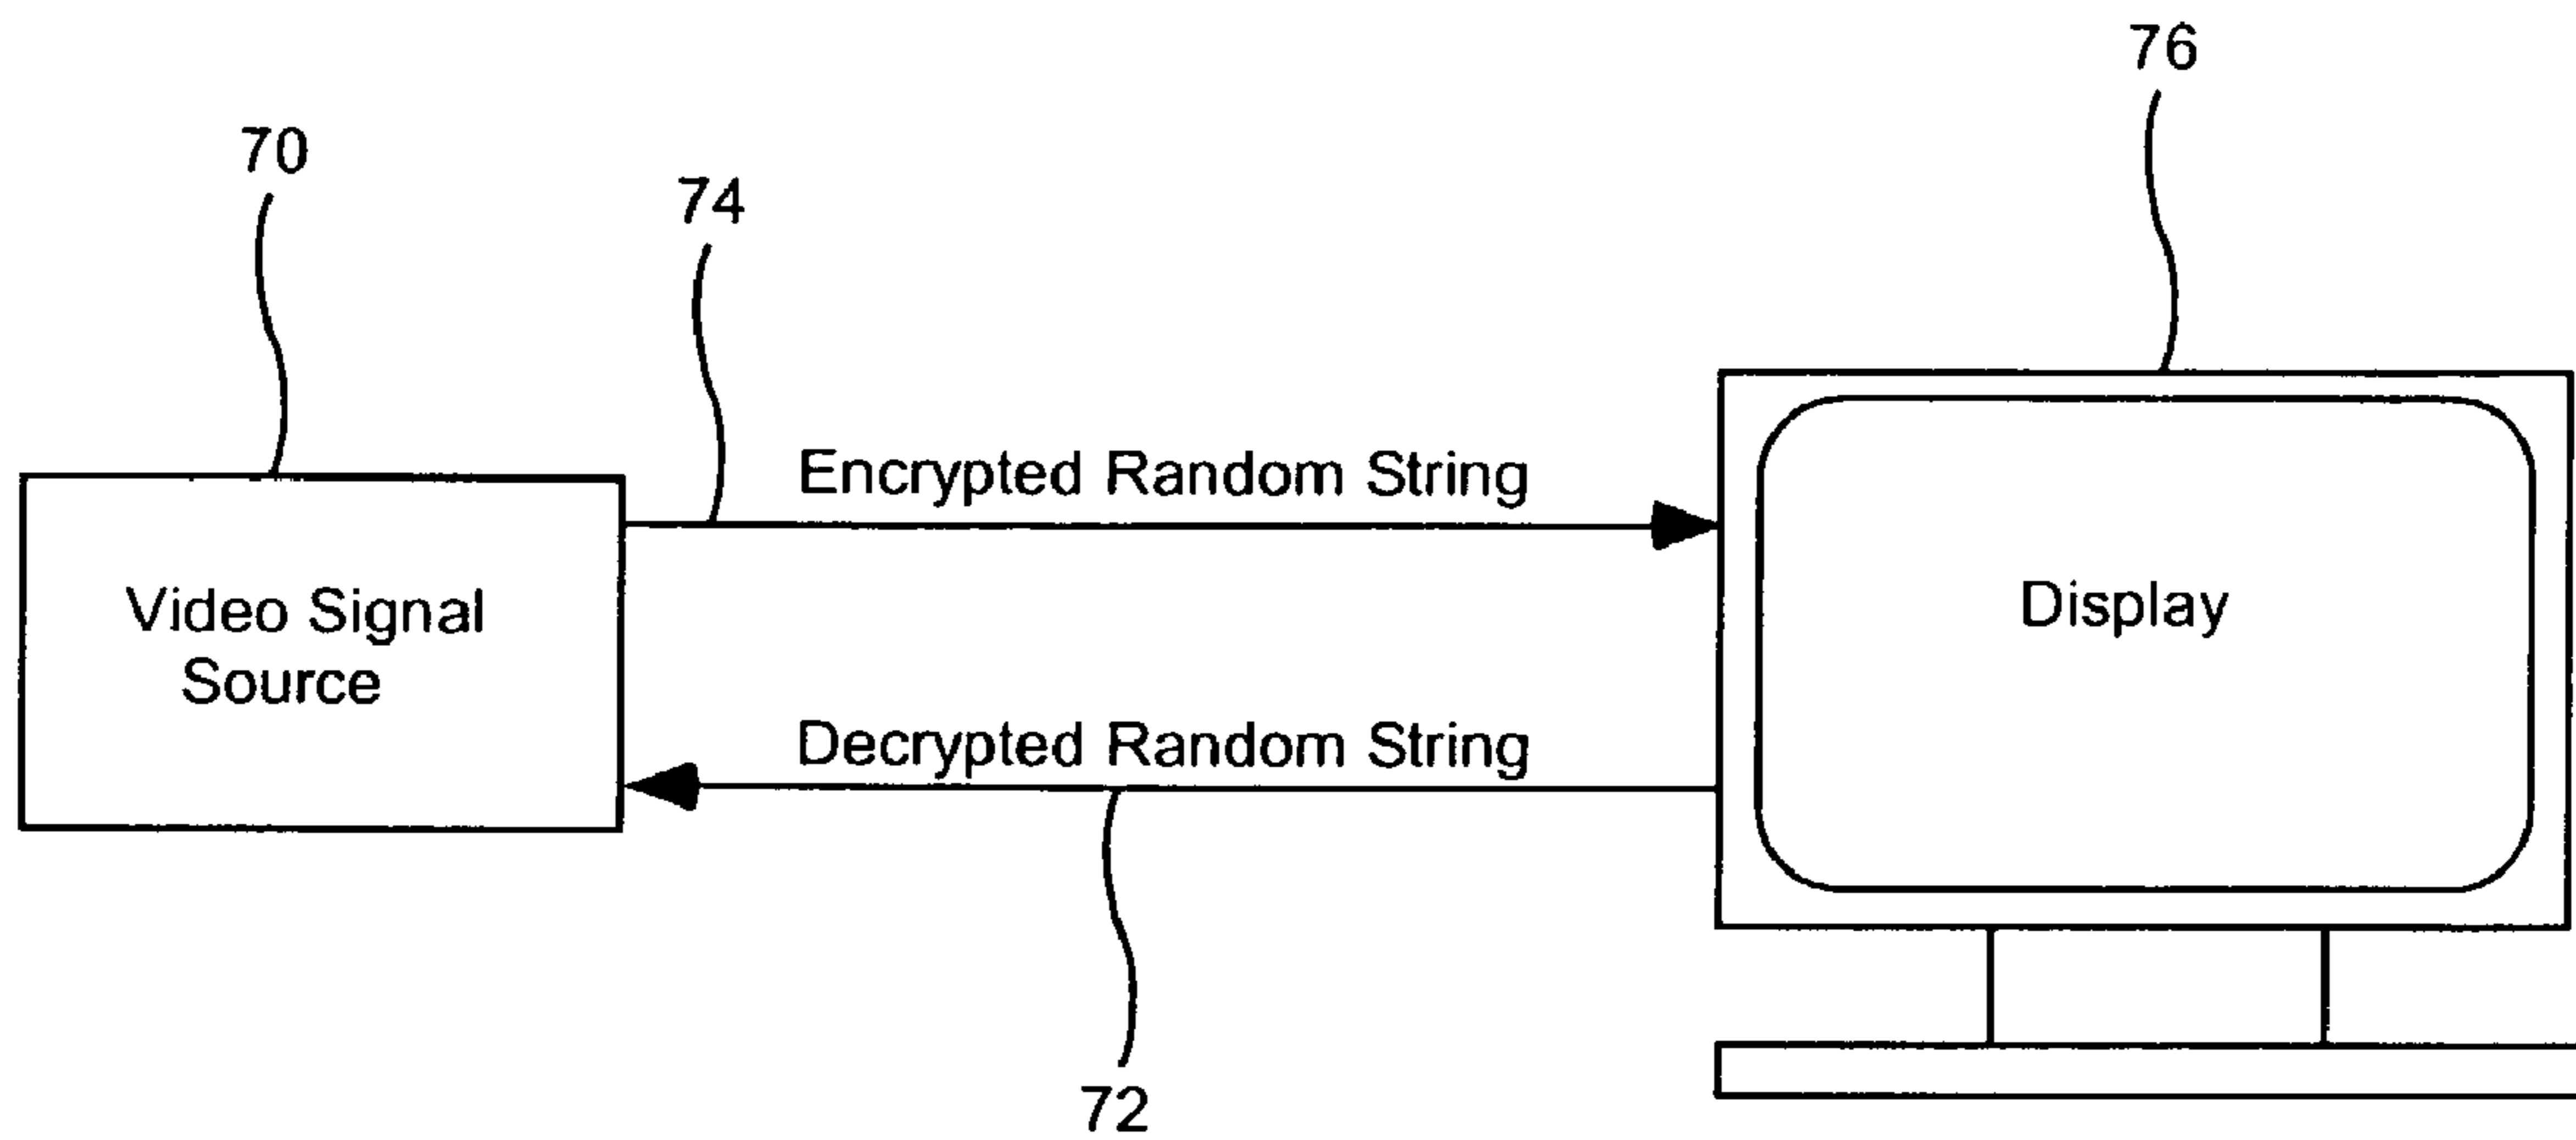 76
70
74
Encrypted Random String
Video Signal
Source
Display
Decrypted Random String
72